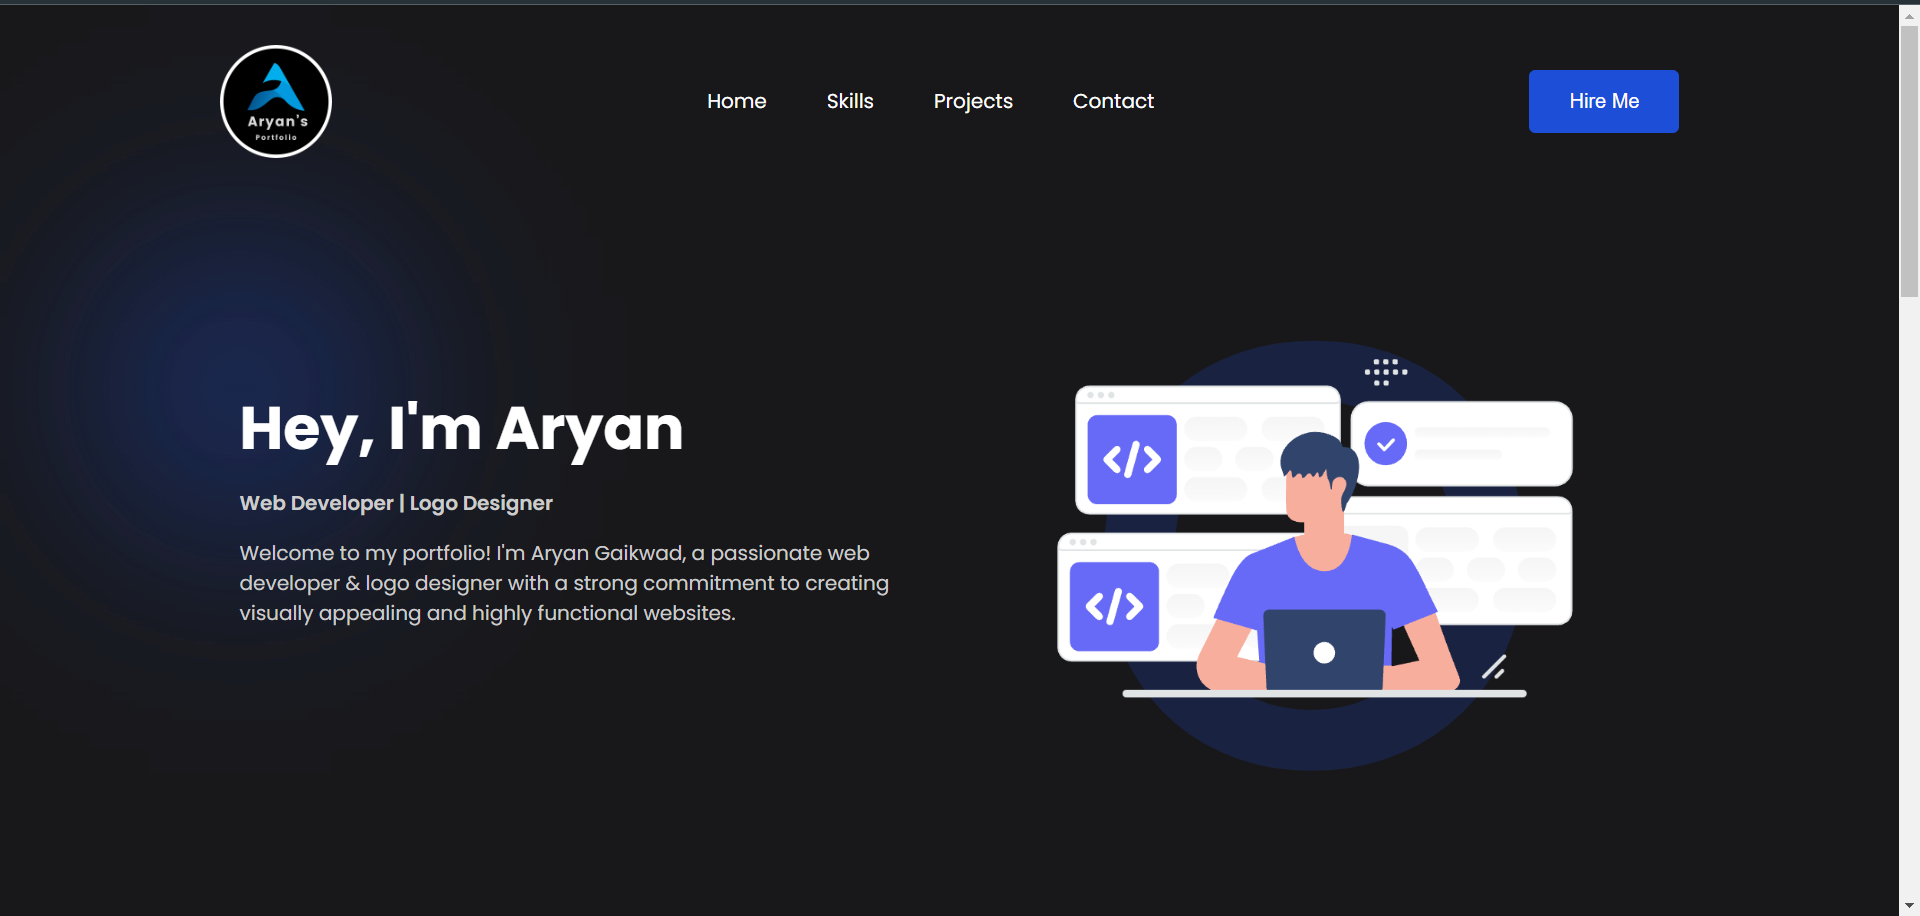 Aryan's
Portfolio
Home
Skills
Projects
Contact
Hire Me
Hey, I'm Aryan
Web Developer | Logo Designer
Welcome to my portfolio! I'm Aryan Gaikwad, a passionate web
developer & logo designer with a strong commitment to creating
visually appealing and highly functional websites.